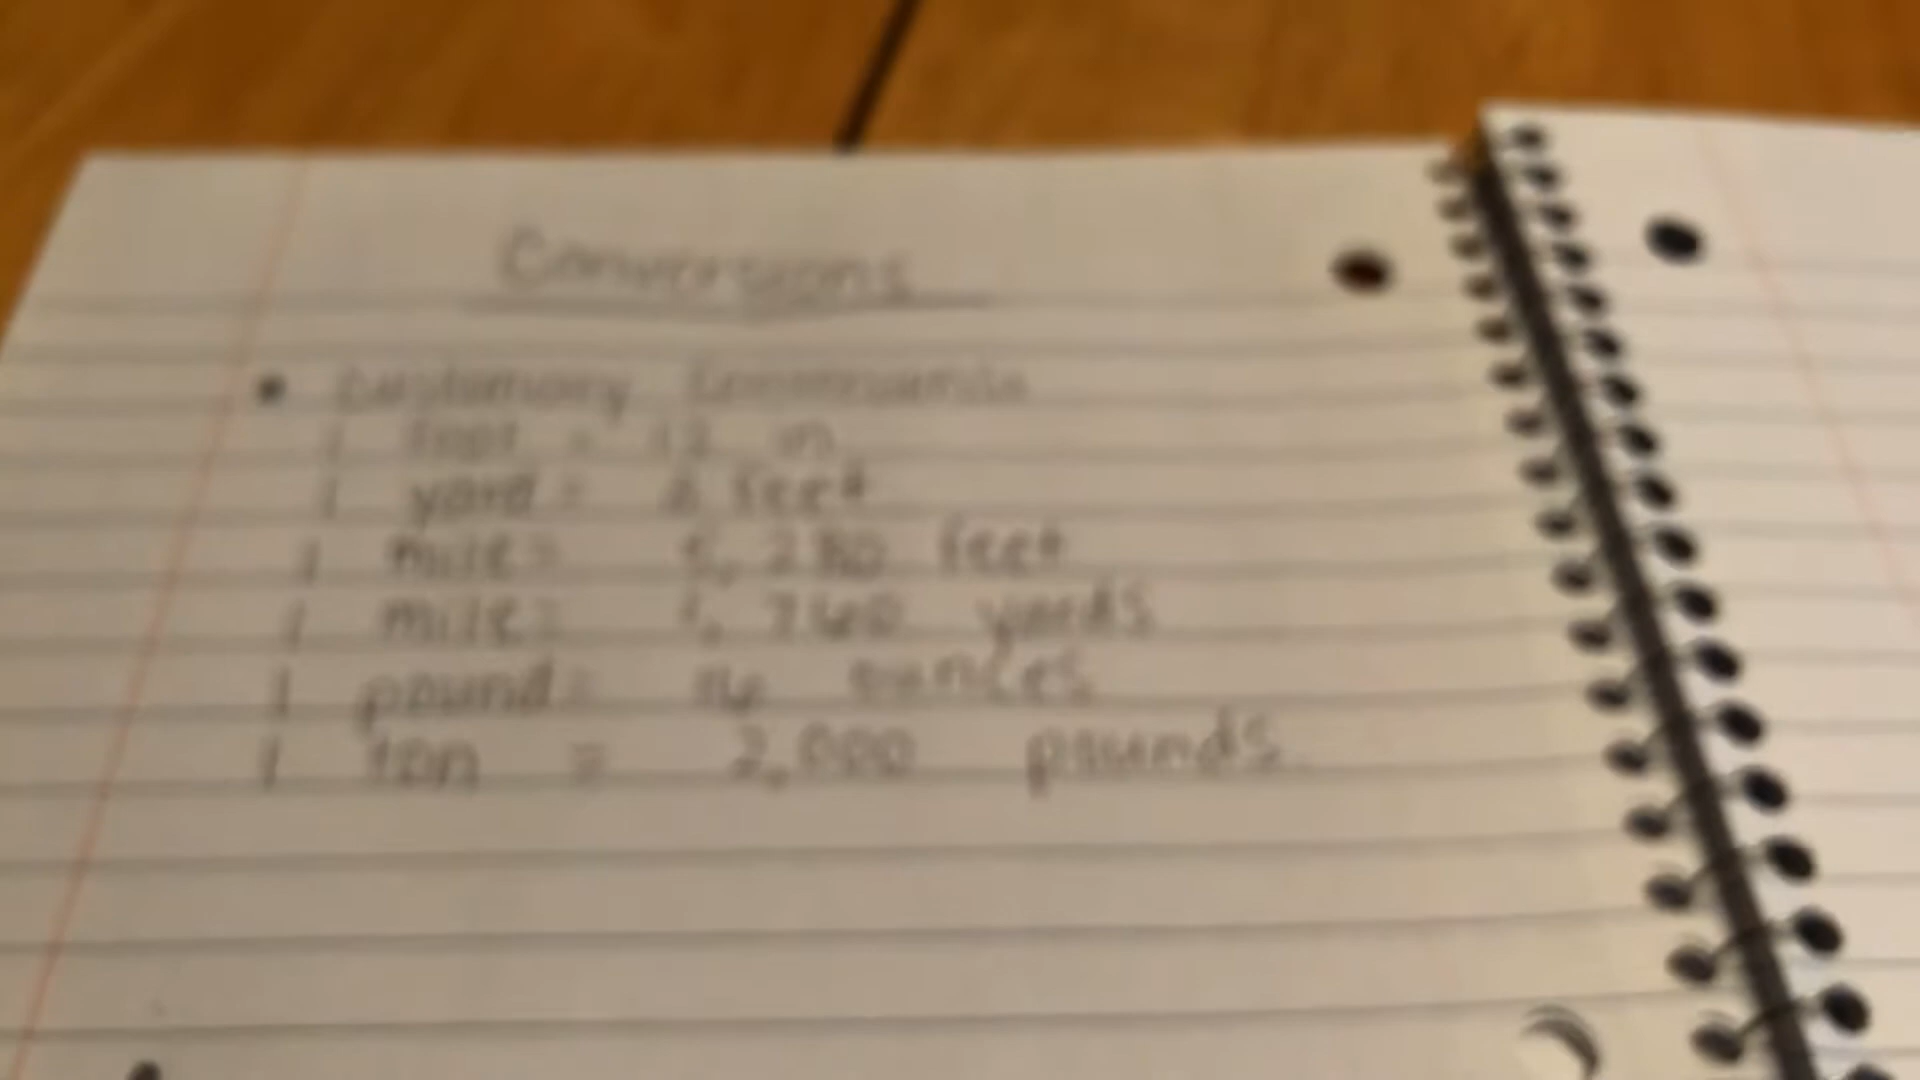 Conversions
• Customary
1 foot = 12 in
1 yard = feet
1 mile = 5,280 feet
1 mile = 1,760 yards
1 pound = 16 ounces
1 ton = 2,000 pounds